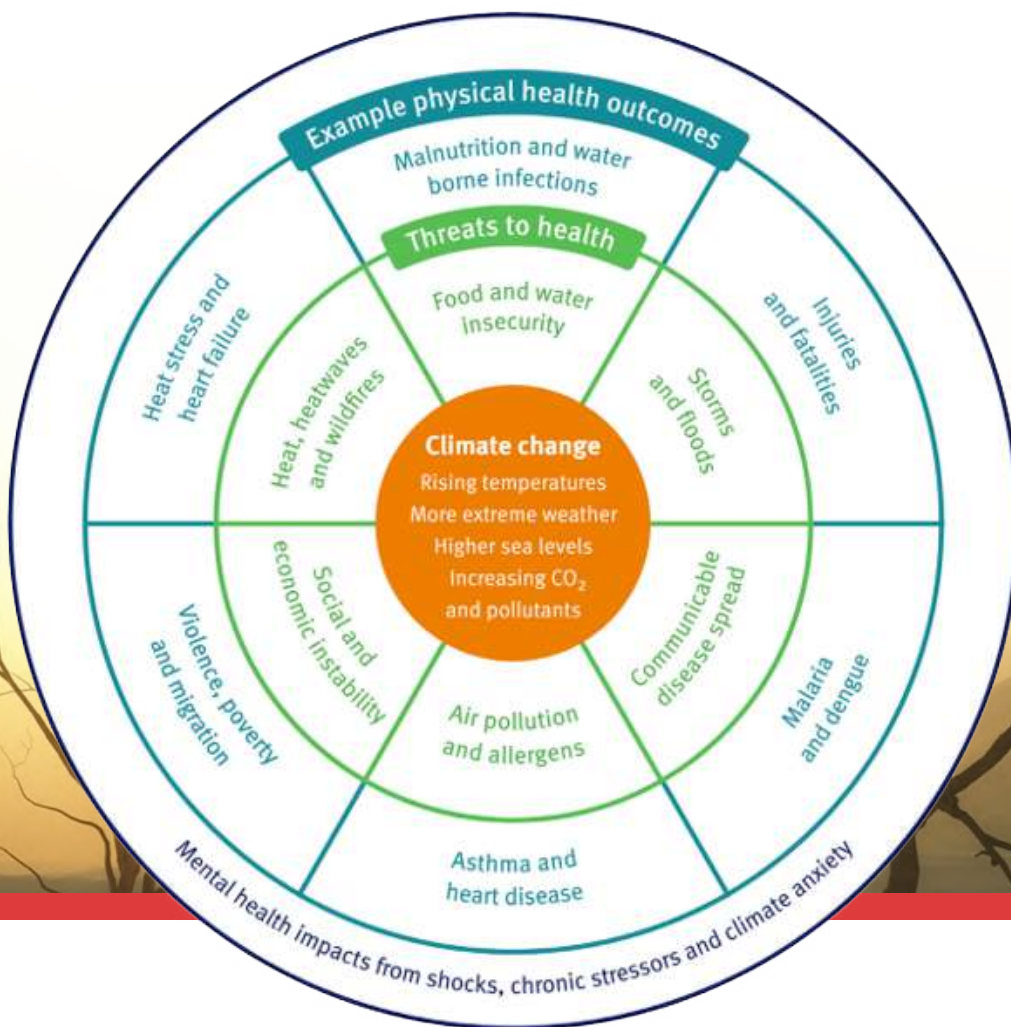 Example physical health outcomes
Malnutrition and water
borne infections
Threats to health
Food and water
insecurity
Heat stress and
heart failure
Heat, heatwaves
and wildfires
Storms
and floods
Injuries
and fatalities
Climate change
Rising temperatures
More extreme weather
Higher sea levels
Increasing CO₂
and pollutants
Violence, poverty
and migration
Social and
economic instability
Air pollution
and allergens
Communicable
disease spread
Malaria
and dengue
Asthma and
heart disease
Mental health impacts from shocks, chronic stressors and climate anxiety